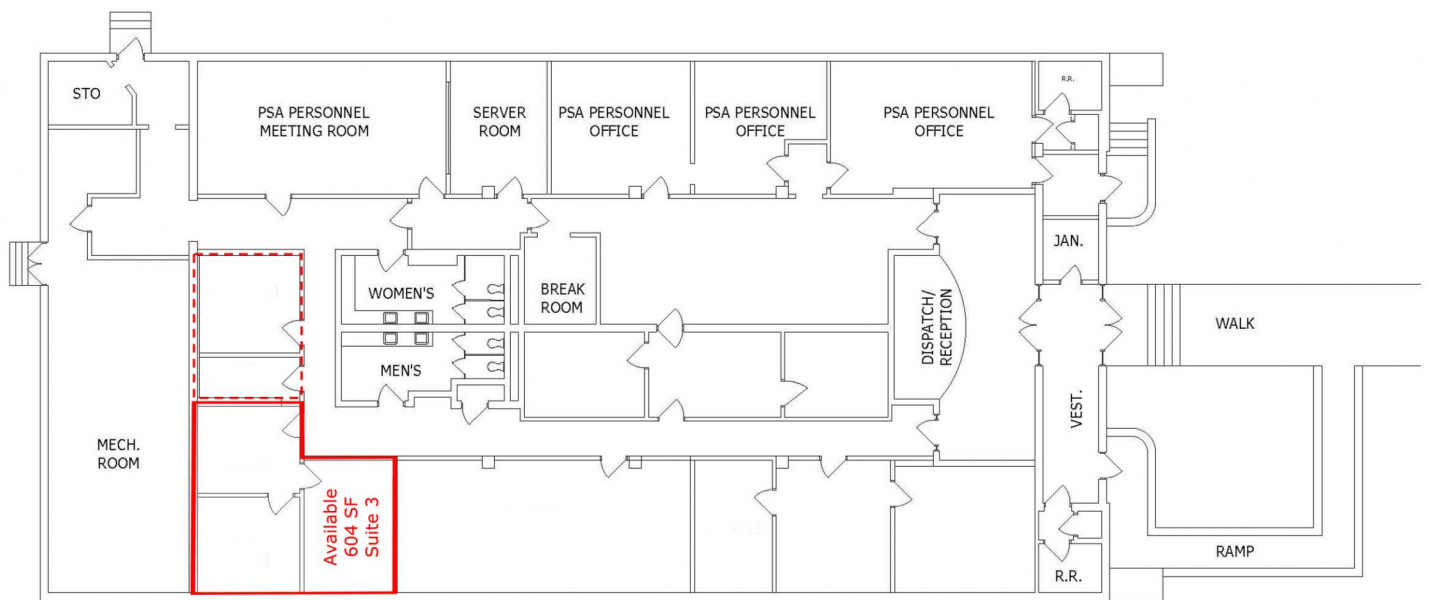 R.R.
STO
PSA PERSONNEL
MEETING ROOM
SERVER
ROOM
PSA PERSONNEL
OFFICE
PSA PERSONNEL
OFFICE
PSA PERSONNEL
OFFICE
JAN.
WOMEN'S
BREAK
ROOM
DISPATCH/
RECEPTION
WALK
MEN'S
VEST.
MECH.
ROOM
Available
604 SF
Suite 3
RAMP
R.R.